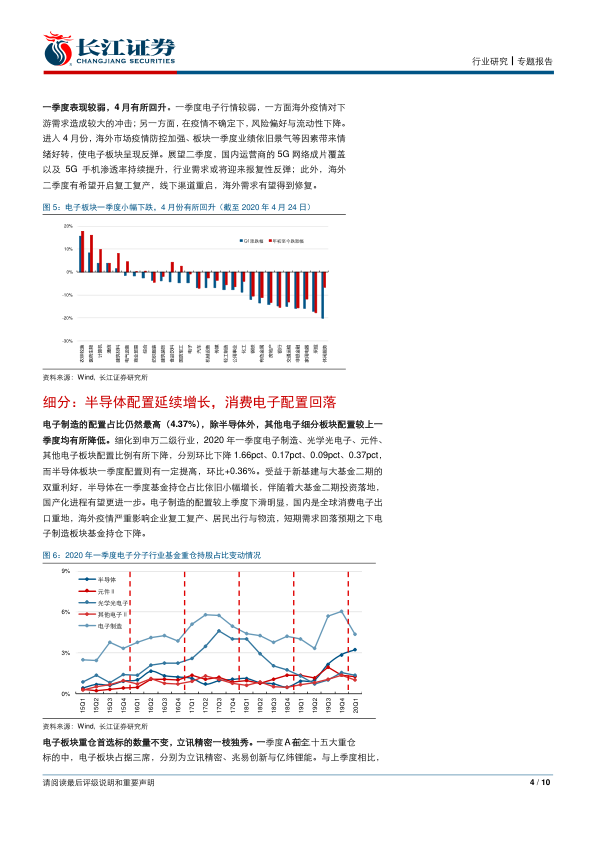 长江证券
CHANGJIANG SECURITIES
行业研究┃专题报告
一季度表现较弱，4 月有所回升。一季度电子行情较弱，一方面海外疫情对下
游需求造成较大的冲击；另一方面，在疫情不确定下，风险偏好与流动性下降。
进入 4 月份，海外市场疫情防控加强、板块一季度业绩依旧景气等因素带来情
绪好转，使电子板块呈现反弹。展望二季度，国内运营商的 5G 网络成片覆盖
以及 5G 手机渗透率持续提升，行业需求或将迎来报复性反弹；此外，海外
二季度有希望开启复工复产，线下渠道重启，海外需求有望得到修复。
图 5：电子板块一季度小幅下跌，4 月份有所回升（截至 2020 年 4 月 24 日）
20%
10%
0%
-10%
-20%
-30%
Q1涨跌幅 年初至今涨跌幅
资料来源：Wind，长江证券研究所
细分：半导体配置延续增长，消费电子配置回落
电子制造的配置占比仍然最高（4.37%），除半导体外，其他电子细分板块配置较上一
季度均有所降低。细化到申万二级行业，2020 年一季度电子制造、光学光电子、元件、
其他电子板块配置比例有所下降，分别环比下降 1.66pct、0.17pct、0.09pct、0.37pct，
而半导体板块一季度配置则有一定提高，环比+0.36%。受益于新基建与大基金二期的
双重利好，半导体在一季度基金持仓占比依旧小幅增长，伴随着大基金二期投资落地，
国产化进程有望更进一步。电子制造的配置较上季度下滑明显，国内是全球消费电子出
口重地，海外疫情严重影响企业复工复产、居民出行与物流，短期需求回落预期之下电
子制造板块基金持仓下降。
图 6：2020 年一季度电子分子行业基金重仓持股占比变动情况
9%
6%
3%
0%
半导体
元件Ⅱ
光学光电子
其他电子Ⅱ
电子制造
15Q1 15Q2 15Q3 15Q4 16Q1 16Q2 16Q3 16Q4 17Q1 17Q2 17Q3 17Q4 18Q1 18Q2 18Q3 18Q4 19Q1 19Q2 19Q3 19Q4 20Q1
资料来源：Wind，长江证券研究所
电子板块重仓首选标的数量不变，立讯精密一枝独秀。一季度
标的中，电子板块占据三席，分别为立讯精密、兆易创新与亿纬锂能。与上季度相比，
请阅读最后评级说明和重要声明
4 / 10